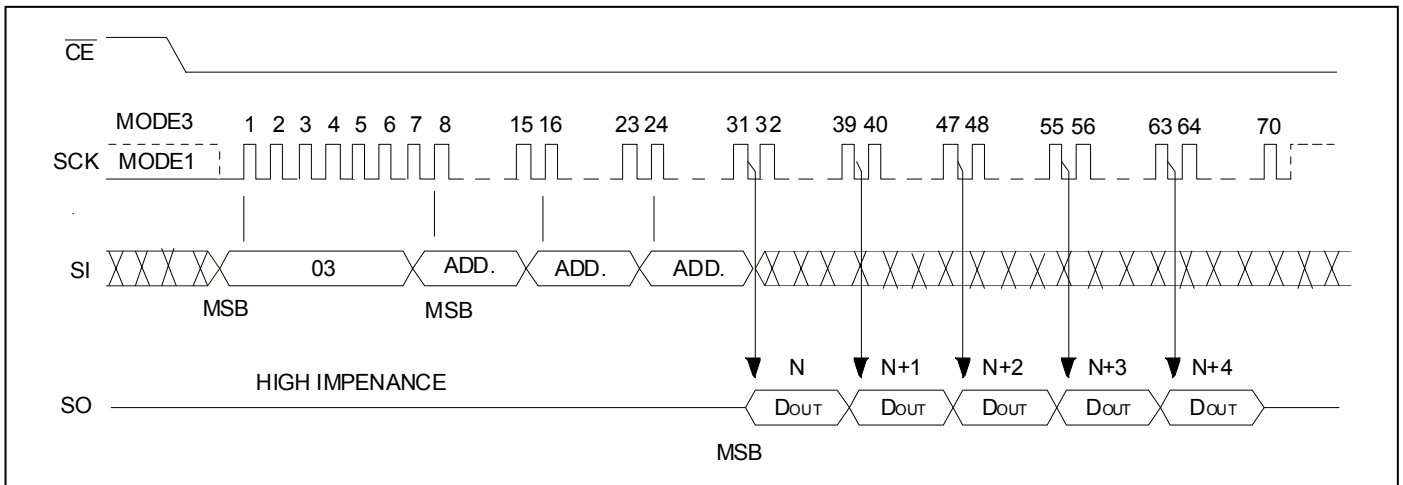 CE
MODE3
1 2 3 4 5 6 7 8 15 16 23 24 31 32 39 40 47 48 55 56 63 64 70
SCK MODE1
SI 03 ADD. ADD. ADD.
MSB MSB
N N+1 N+2 N+3 N+4
HIGH IMPENANCE
SO DOUT DOUT DOUT DOUT DOUT
MSB